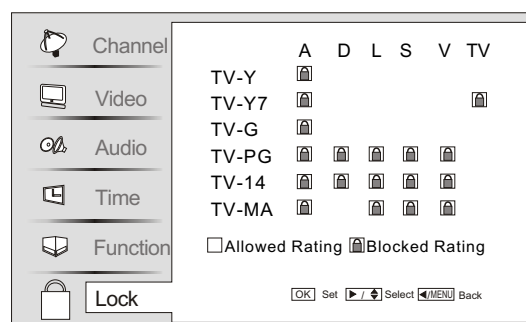 Channel
Video
Audio
Time
Function
Lock
A D L S V TV
TV-Y
TV-Y7
TV-G
TV-PG
TV-14
TV-MA
Allowed Rating Blocked Rating
OK Set ▶ / ◆ Select ◀/MENU Back